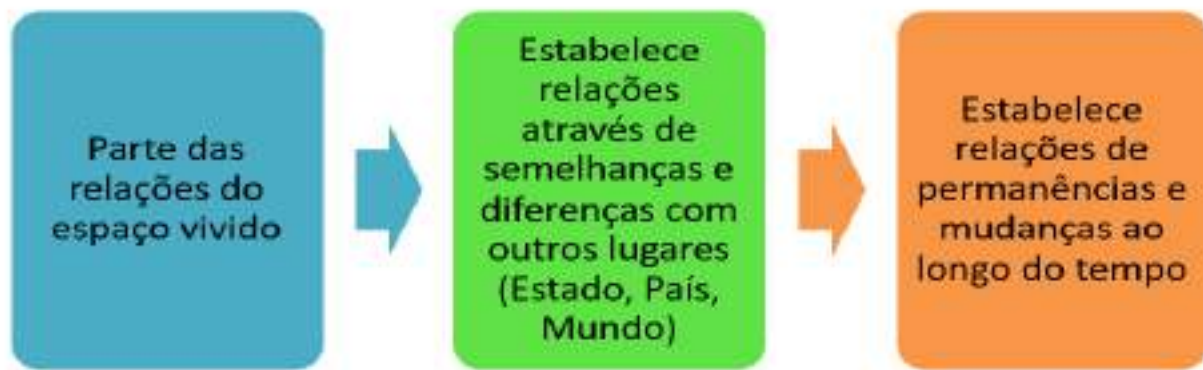 Parte das
relações do
espaço vivido
Estabelece
relações
através de
semelhanças e
diferenças com
outros lugares
(Estado, País,
Mundo)
Estabelece
relações de
permanências e
mudanças ao
longo do tempo